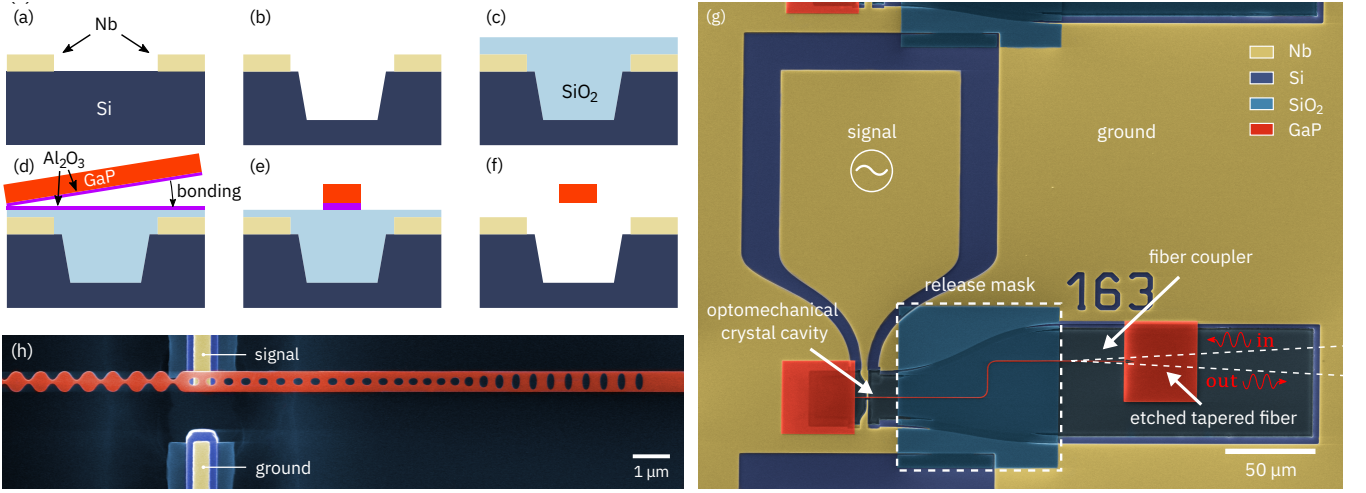 (a)
Nb
Si
(b)
(c)
SiO2
(d)
Al2O3
GaP
bonding
(e)
(f)
(g)
Nb
Si
SiO2
GaP
signal
ground
fiber coupler
release mask
163
optomechanical
crystal cavity
in
out
etched tapered fiber
50 μm
(h)
signal
ground
1 μm